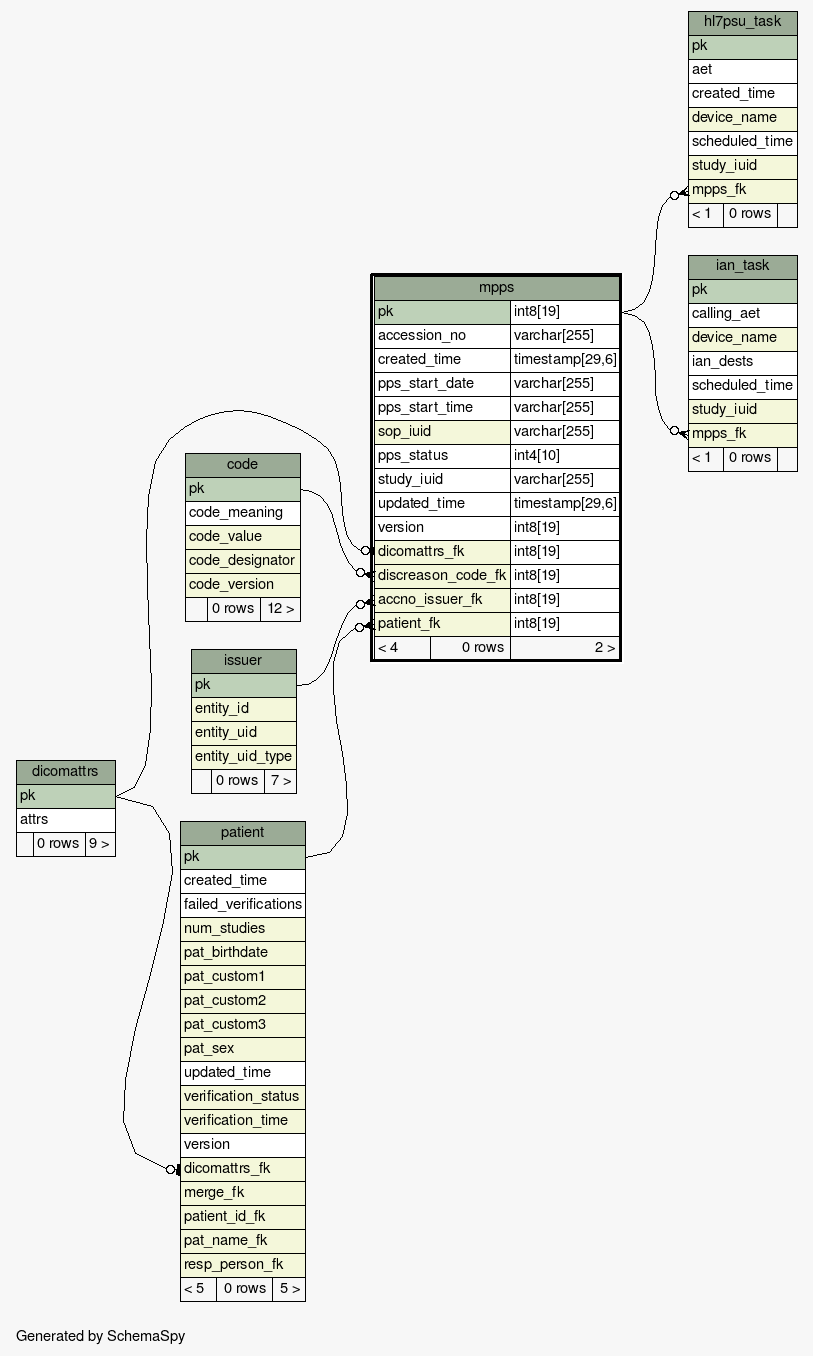 hl7psu_task
pk
aet
created_time
device_name
scheduled_time
study_iuid
mpps_fk
< 1 0 rows
ian_task
pk
calling_aet
device_name
ian_dests
scheduled_time
study_iuid
mpps_fk
< 1 0 rows
mpps
pk int8[19]
accession_no varchar[255]
created_time timestamp[29,6]
pps_start_date varchar[255]
pps_start_time varchar[255]
sop_iuid varchar[255]
pps_status int4[10]
study_iuid varchar[255]
updated_time timestamp[29,6]
version int8[19]
dicomattrs_fk int8[19]
discreason_code_fk int8[19]
accno_issuer_fk int8[19]
patient_fk int8[19]
< 4 0 rows 2 >
code
pk
code_meaning
code_value
code_designator
code_version
0 rows 12 >
issuer
pk
entity_id
entity_uid
entity_uid_type
0 rows 7 >
dicomattrs
pk
attrs
0 rows 9 >
patient
pk
created_time
failed_verifications
num_studies
pat_birthdate
pat_custom1
pat_custom2
pat_custom3
pat_sex
updated_time
verification_status
verification_time
version
dicomattrs_fk
merge_fk
patient_id_fk
pat_name_fk
resp_person_fk
< 5 0 rows 5 >
Generated by SchemaSpy